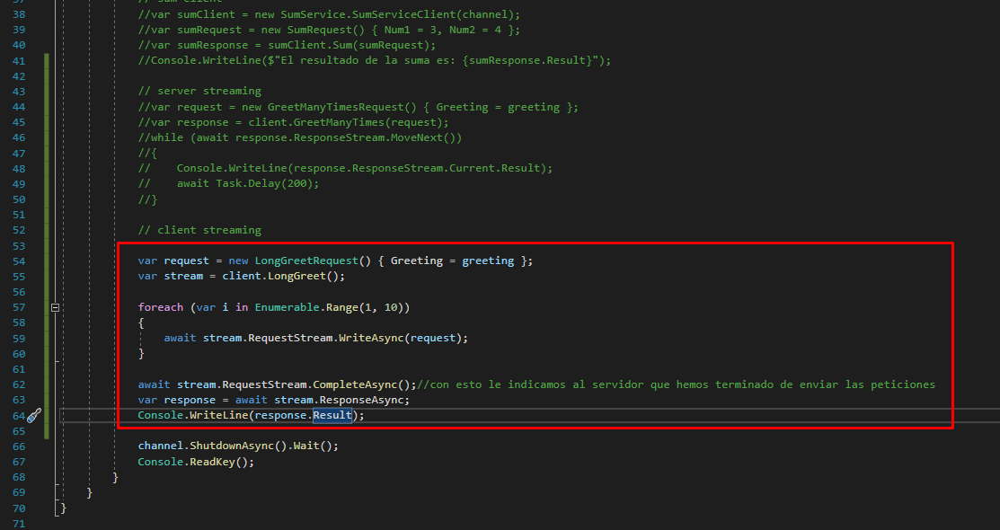 37 // sum client
38 //var sumClient = new SumService.SumServiceClient(channel);
39 //var sumRequest = new SumRequest() { Num1 = 3, Num2 = 4 };
40 //var sumResponse = sumClient.Sum(sumRequest);
41 //Console.WriteLine($"El resultado de la suma es: {sumResponse.Result}");
42
43 // server streaming
44 //var request = new GreetManyTimesRequest() { Greeting = greeting };
45 //var response = client.GreetManyTimes(request);
46 //while (await response.ResponseStream.MoveNext())
47 //{
48 //    Console.WriteLine(response.ResponseStream.Current.Result);
49 //    await Task.Delay(200);
50 //}
51
52 // client streaming
53
54 var request = new LongGreetRequest() { Greeting = greeting };
55 var stream = client.LongGreet();
56
57 foreach (var i in Enumerable.Range(1, 10))
58 {
59     await stream.RequestStream.WriteAsync(request);
60 }
61
62 await stream.RequestStream.CompleteAsync();//con esto le indicamos al servidor que hemos terminado de enviar las peticiones
63 var response = await stream.ResponseAsync;
64 Console.WriteLine(response.Result);
65
66 channel.ShutdownAsync().Wait();
67 Console.ReadKey();
68 }
69 }
70 }
71